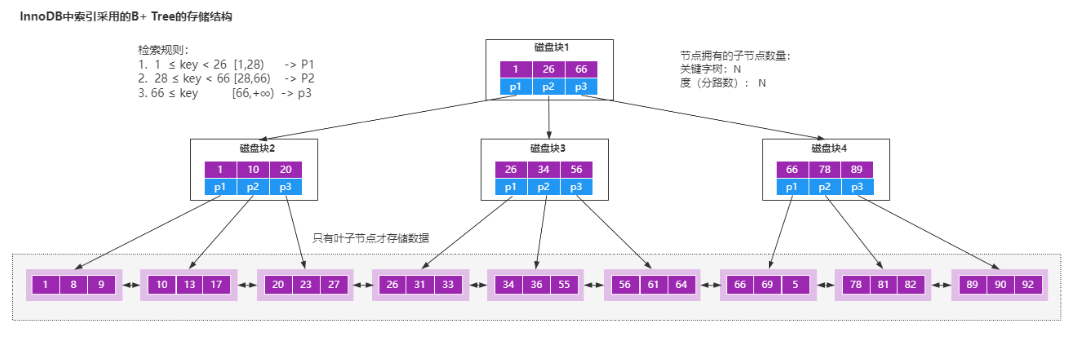 InnoDB中索引采用的B+ Tree的存储结构
检索规则：
1. 1 ≤ key < 26 [1,28) -> P1
2. 28 ≤ key < 66 [28,66) -> P2
3. 66 ≤ key [66,+∞) -> p3
磁盘块1
1 26 66
p1 p2 p3
节点拥有的子节点数量：
关键字树：N
度（分路数）： N
磁盘块2
1 10 20
p1 p2 p3
磁盘块3
26 34 56
p1 p2 p3
磁盘块4
66 78 89
p1 p2 p3
只有叶子节点才存储数据
1 8 9
10 13 17
20 23 27
26 31 33
34 36 55
56 61 64
66 69 5
78 81 82
89 90 92